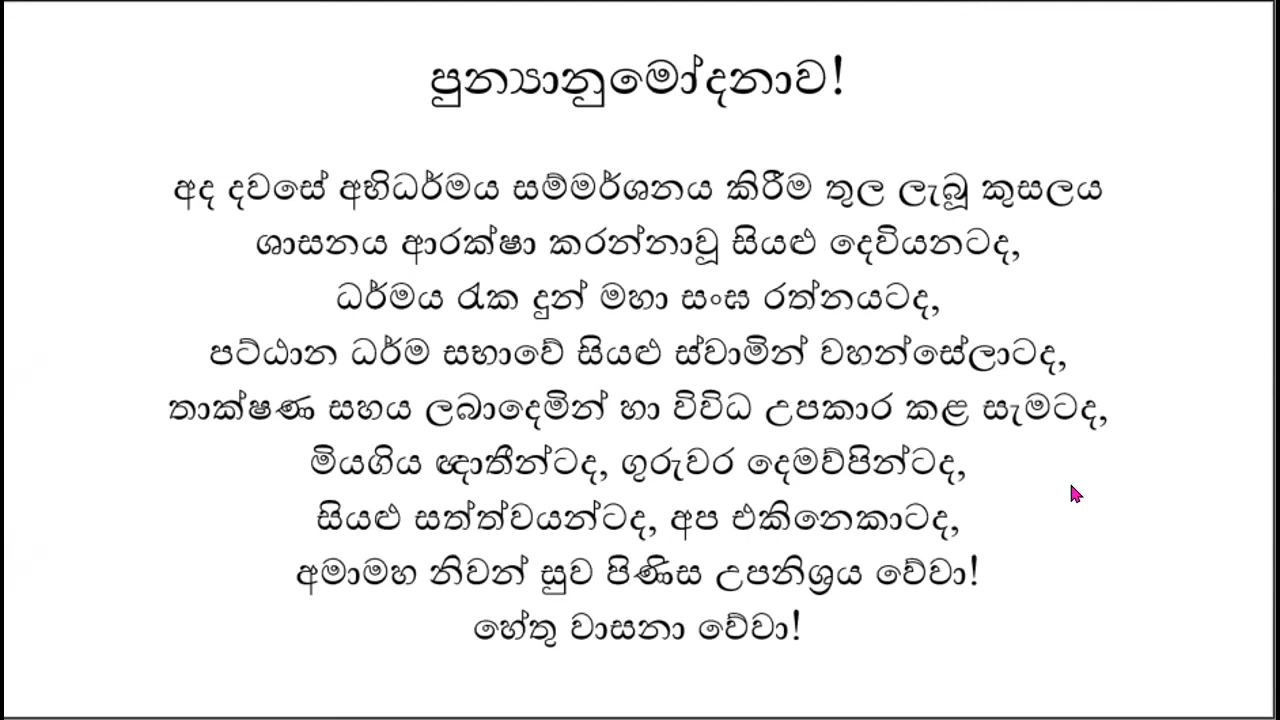 පුන්‍යානුමෝදනාව!
අද දවසේ අභිධර්මය සම්මර්ශනය කිරීම තුල ලැබූ කුසලය
ශාසනය ආරක්ෂා කරන්නාවූ සියළු දෙවියනටද,
ධර්මය රැක දුන් මහා සංඝ රත්නයටද,
පට්ඨාන ධර්ම සභාවේ සියළු ස්වාමින් වහන්සේලාටද,
තාක්ෂණ සහය ලබාදෙමින් හා විවිධ උපකාර කළ සැමටද,
මියගිය ඥාතීන්ටද, ගුරුවර දෙමව්පින්ටද,
සියළු සත්ත්වයන්ටද, අප එකිනෙකාටද,
අමාමහ නිවන් සුව පිණිස උපනිශ්‍රය වේවා!
හේතු වාසනා වේවා!